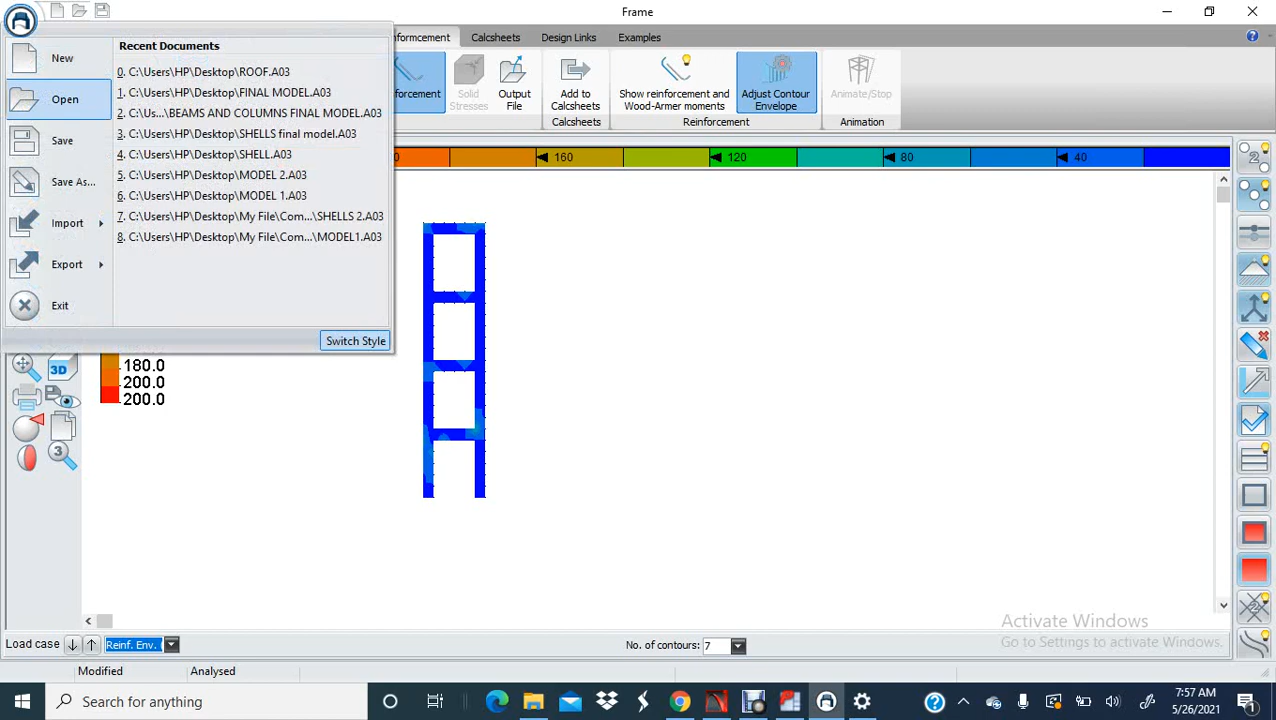 Frame
Recent Documents
New
Open
Save
Save As...
Import
Export
Exit
0. C:\Users\HP\Desktop\ROOF.A03
1. C:\Users\HP\Desktop\FINAL MODEL.A03
2. C:\Us...\BEAMS AND COLUMNS FINAL MODEL.A03
3. C:\Users\HP\Desktop\SHELLS final model.A03
4. C:\Users\HP\Desktop\SHELL.A03
5. C:\Users\HP\Desktop\MODEL 2.A03
6. C:\Users\HP\Desktop\MODEL 1.A03
7. C:\Users\HP\Desktop\My File\Com...\SHELLS 2.A03
8. C:\Users\HP\Desktop\My File\Com...\MODEL1.A03
Switch Style
nformcement Calcsheets Design Links Examples
forcement
Solid Stresses
Output File
Add to Calcsheets
Calcsheets
Show reinforcement and Wood-Armer moments
Adjust Contour Envelope
Reinforcement
Animate/Stop
Animation
0 160 120 80 40
180.0
200.0
200.0
3D
3
2
2
Activate Windows
Go to Settings to activate Windows.
Load case Reinf. Env. ( No. of contours: 7
Modified Analysed
Search for anything
7:57 AM
5/26/2021
1